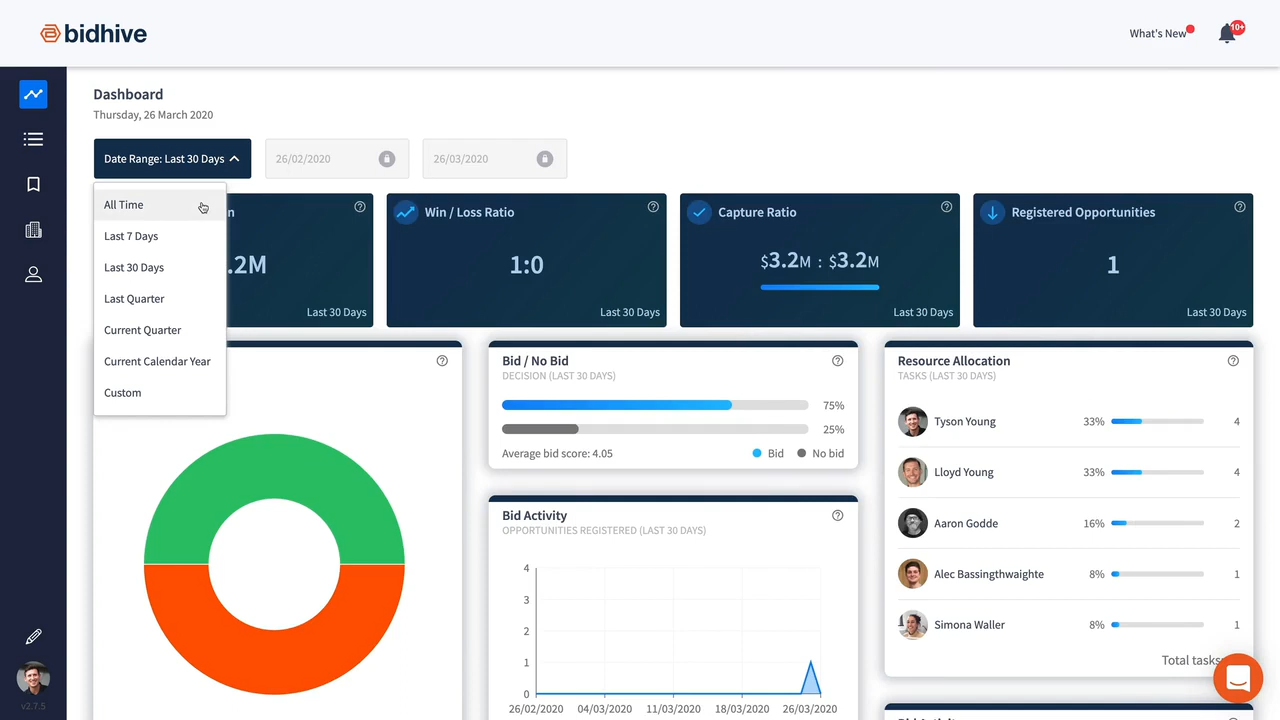 bidhive
What's New
10+
Dashboard
Thursday, 26 March 2020
Date Range: Last 30 Days
26/02/2020
26/03/2020
All Time
Last 7 Days
Last 30 Days
Last Quarter
Current Quarter
Current Calendar Year
Custom
n
.2M
Last 30 Days
Win / Loss Ratio
1:0
Last 30 Days
Capture Ratio
$3.2M : $3.2M
Last 30 Days
Registered Opportunities
1
Last 30 Days
Bid / No Bid
DECISION (LAST 30 DAYS)
75%
25%
Average bid score: 4.05
Bid
No bid
Bid Activity
OPPORTUNITIES REGISTERED (LAST 30 DAYS)
4
3
2
1
0
26/02/2020 04/03/2020 11/03/2020 18/03/2020 26/03/2020
Resource Allocation
TASKS (LAST 30 DAYS)
Tyson Young 33% 4
Lloyd Young 33% 4
Aaron Godde 16% 2
Alec Bassingthwaighte 8% 1
Simona Waller 8% 1
Total tasks
v2.7.5